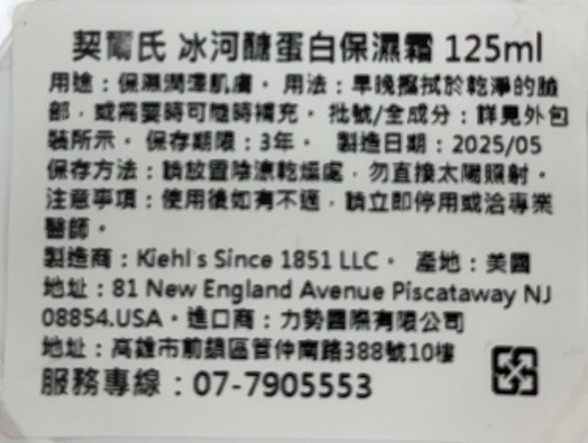 契爾氏 冰河醣蛋白保濕霜 125ml
用途：保濕潤澤肌膚。用法：早晚擦拭於乾淨的臉
部，或需要時可隨時補充。批號/全成分：詳見外包
裝所示。保存期限：3年。 製造日期：2025/05
保存方法：請放置陰涼乾燥處，勿直接太陽照射。
注意事項：使用後如有不適，請立即停用或洽專業
醫師。
製造商：Kiehl's Since 1851 LLC。 產地：美國
地址：81 New England Avenue Piscataway NJ
08854.USA。進口商：力勢國際有限公司
地址：高雄市前鎮區管仲南路388號10樓
服務專線：07-7905553